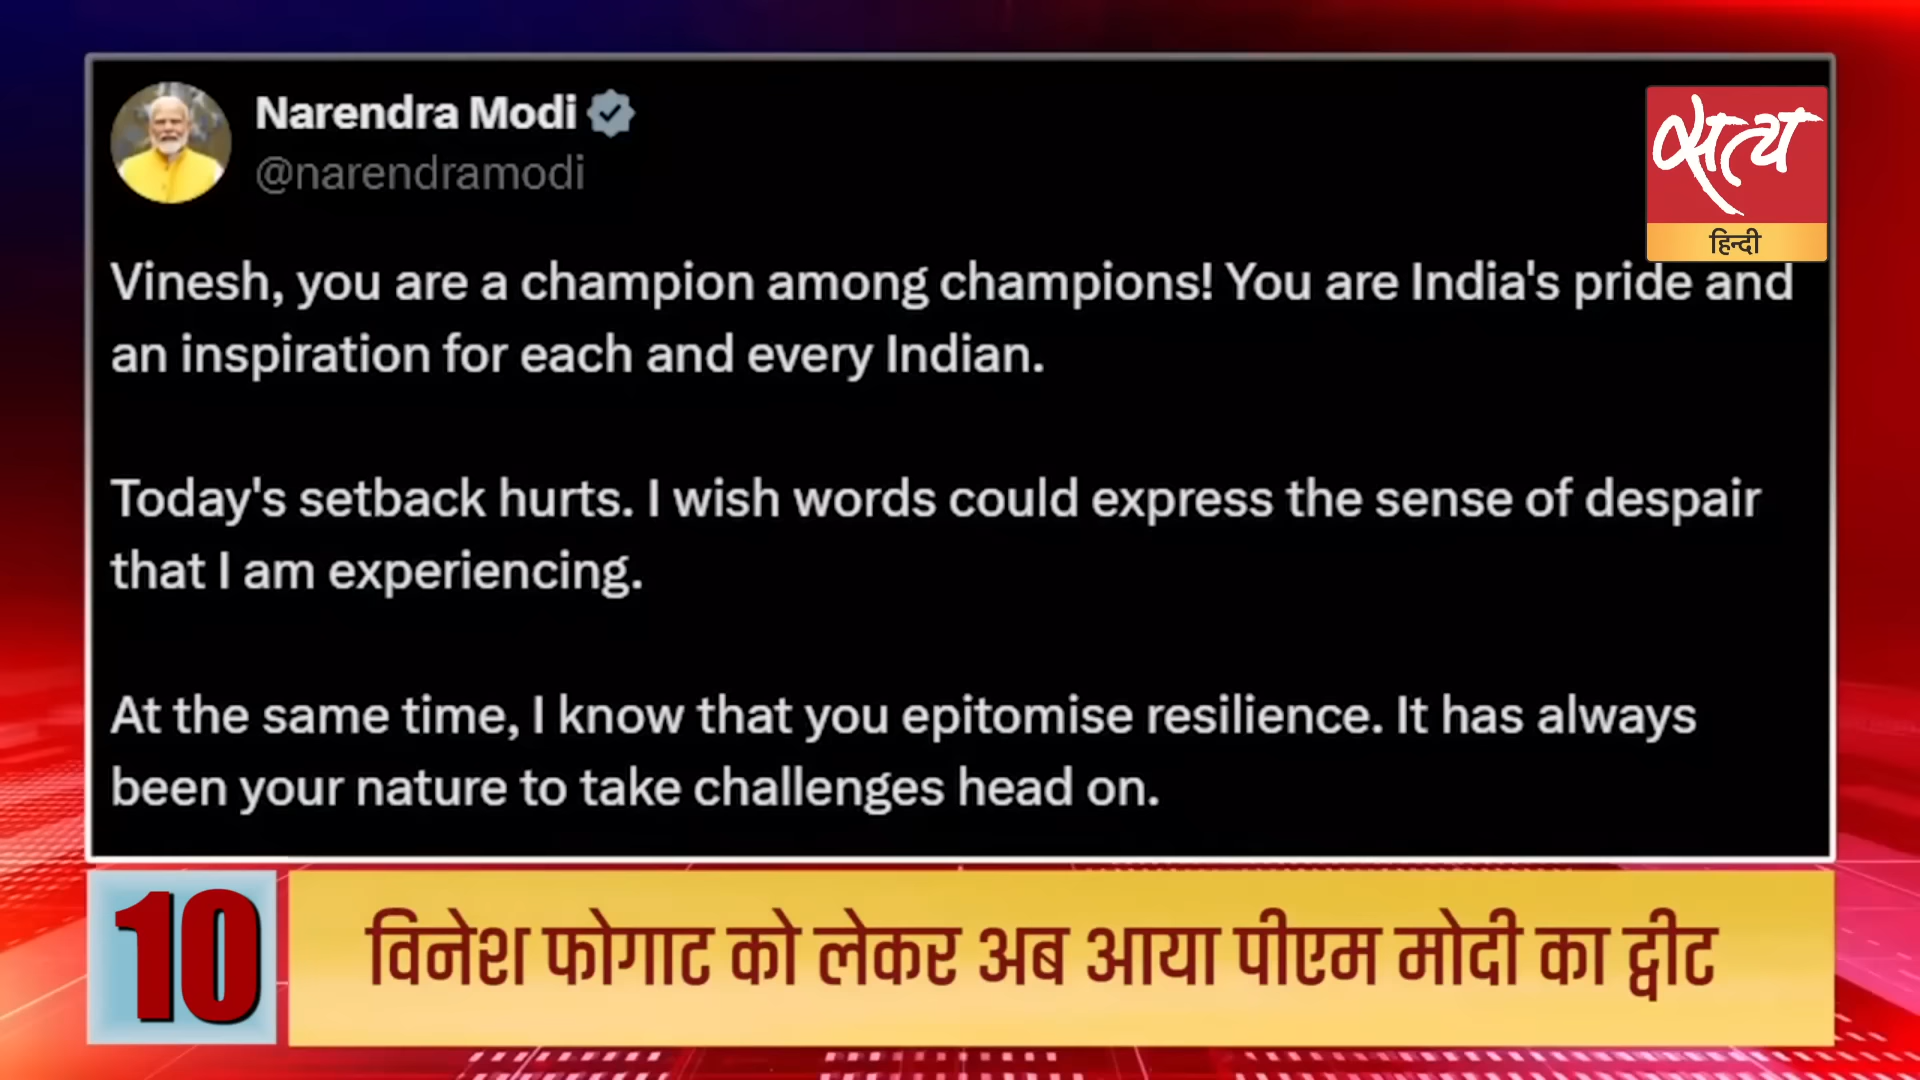 Narendra Modi
@narendramodi
सत्य
हिन्दी
Vinesh, you are a champion among champions! You are India's pride and
an inspiration for each and every Indian.
Today's setback hurts. I wish words could express the sense of despair
that I am experiencing.
At the same time, I know that you epitomise resilience. It has always
been your nature to take challenges head on.
10
विनेश फोगाट को लेकर अब आया पीएम मोदी का ट्वीट